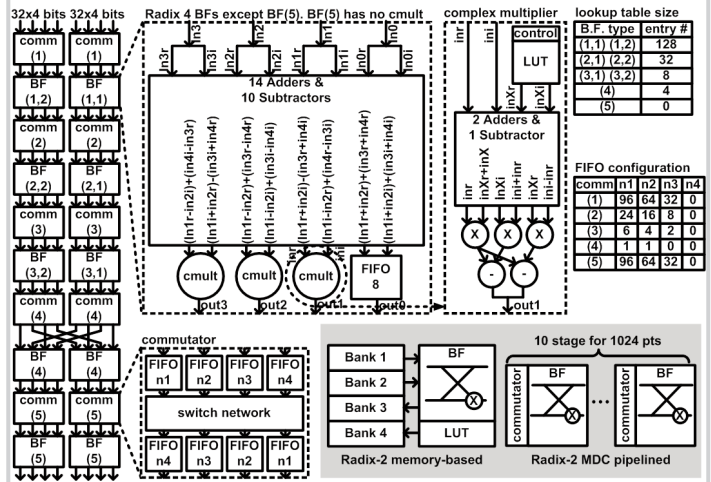 32x4 bits 32x4 bits
comm (1) comm (1)
BF (1,2) BF (1,1)
comm (2) comm (2)
BF (2,2) BF (2,1)
comm (3) comm (3)
BF (3,2) BF (3,1)
comm (4) comm (4)
BF (4) BF (4)
comm (5) comm (5)
BF (5) BF (5)
Radix 4 BFs except BF(5). BF(5) has no cmult
in3 in2 in1 in0
in3r in3i in2r in2i in1r in1i in0r in0i
14 Adders &
10 Subtractors
(in1r-in2i)+(in4i-in3r)
(in1i+in2r)-(in3i+in4r)
(in1r-in2r)+(in3r-in4r)
(in1i-in2i)+(in3i-in4i)
(in1r+in2i)-(in3r+in4i)
(in1i-in2r)+(in4r-in3i)
(in1r+in2r)+(in3r+in4r)
(in1i+in2i)+(in3i+in4i)
inr ini
cmult cmult cmult FIFO 8
out3 out2 out1 out0
complex multiplier
inr ini control
LUT
inXr inXi
2 Adders &
1 Subtractor
inr inXr+inX inXi ini+inr inXr ini-inr
X X X
- -
out1
lookup table size
B.F. type entry #
(1,1) (1,2) 128
(2,1) (2,2) 32
(3,1) (3,2) 8
(4) 4
(5) 0
FIFO configuration
comm n1 n2 n3 n4
(1) 96 64 32 0
(2) 24 16 8 0
(3) 6 4 2 0
(4) 1 1 0 0
(5) 96 64 32 0
commutator
FIFO n1 FIFO n2 FIFO n3 FIFO n4
switch network
FIFO n4 FIFO n3 FIFO n2 FIFO n1
Bank 1
Bank 2
Bank 3
Bank 4
BF
X
LUT
Radix-2 memory-based
10 stage for 1024 pts
commutator BF X ... commutator BF X
Radix-2 MDC pipelined